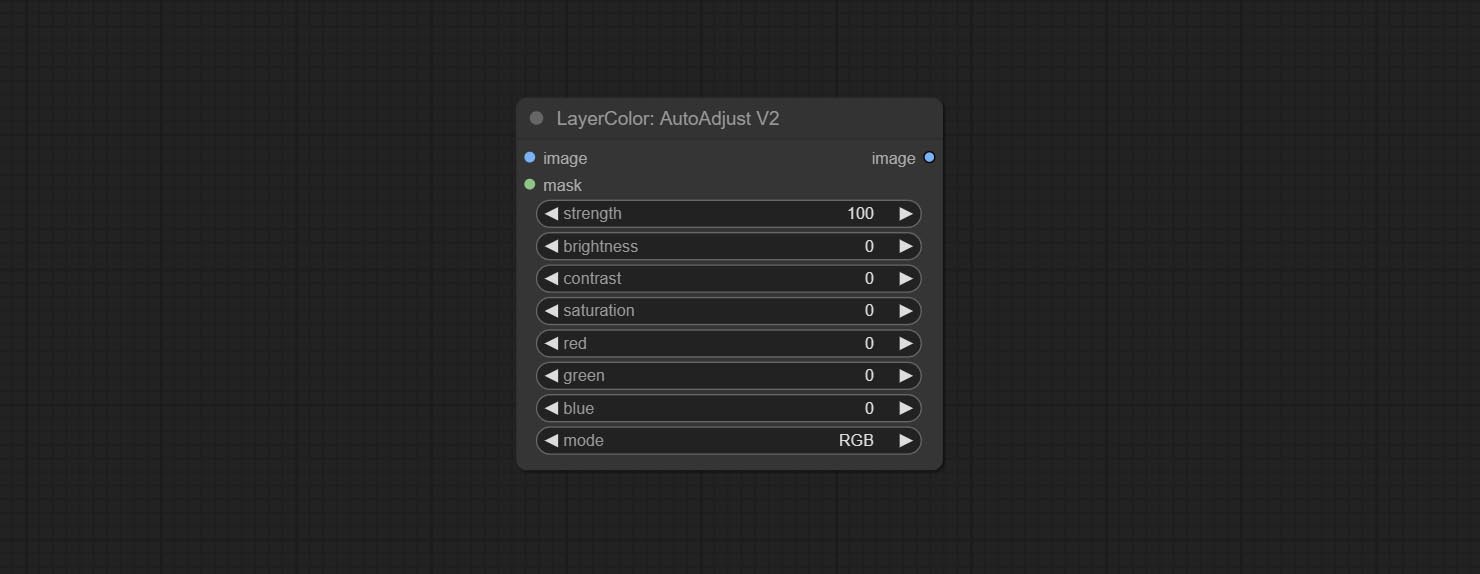 LayerColor: AutoAdjust V2
image image
mask
strength 100
brightness 0
contrast 0
saturation 0
red 0
green 0
blue 0
mode RGB